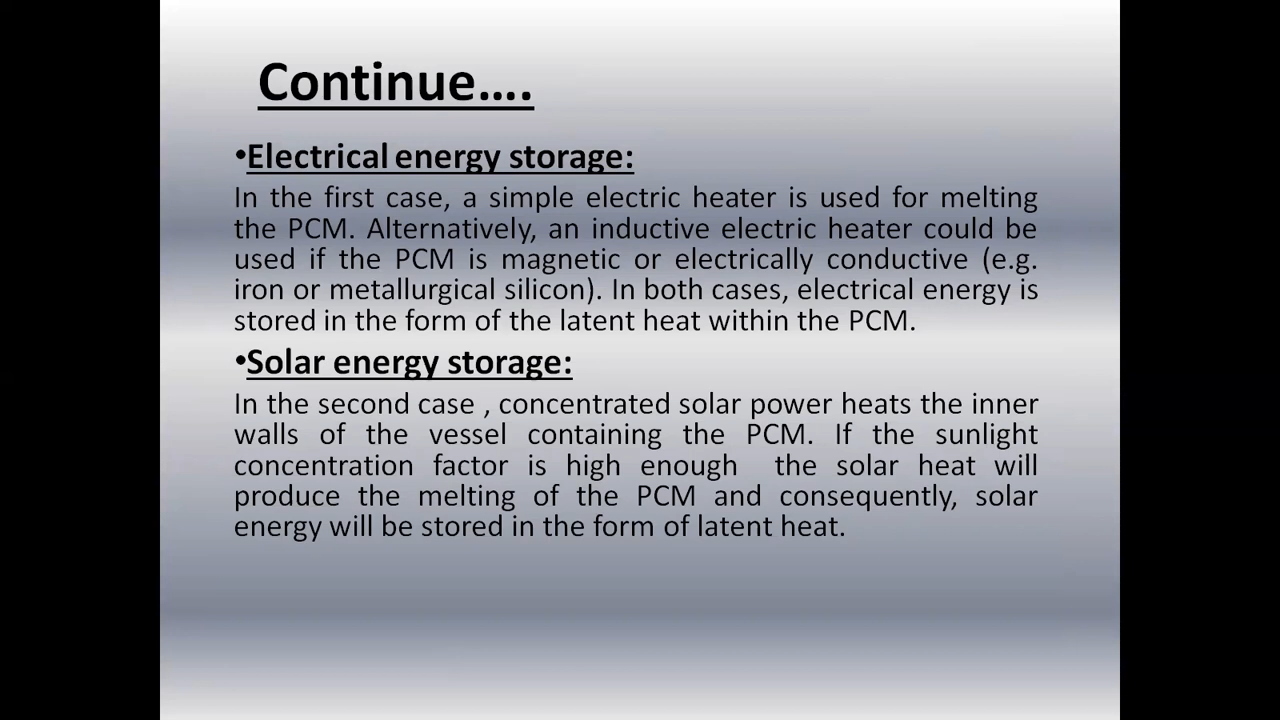 Continue....
•Electrical energy storage:
In the first case, a simple electric heater is used for melting
the PCM. Alternatively, an inductive electric heater could be
used if the PCM is magnetic or electrically conductive (e.g.
iron or metallurgical silicon). In both cases, electrical energy is
stored in the form of the latent heat within the PCM.
•Solar energy storage:
In the second case , concentrated solar power heats the inner
walls of the vessel containing the PCM. If the sunlight
concentration factor is high enough the solar heat will
produce the melting of the PCM and consequently, solar
energy will be stored in the form of latent heat.